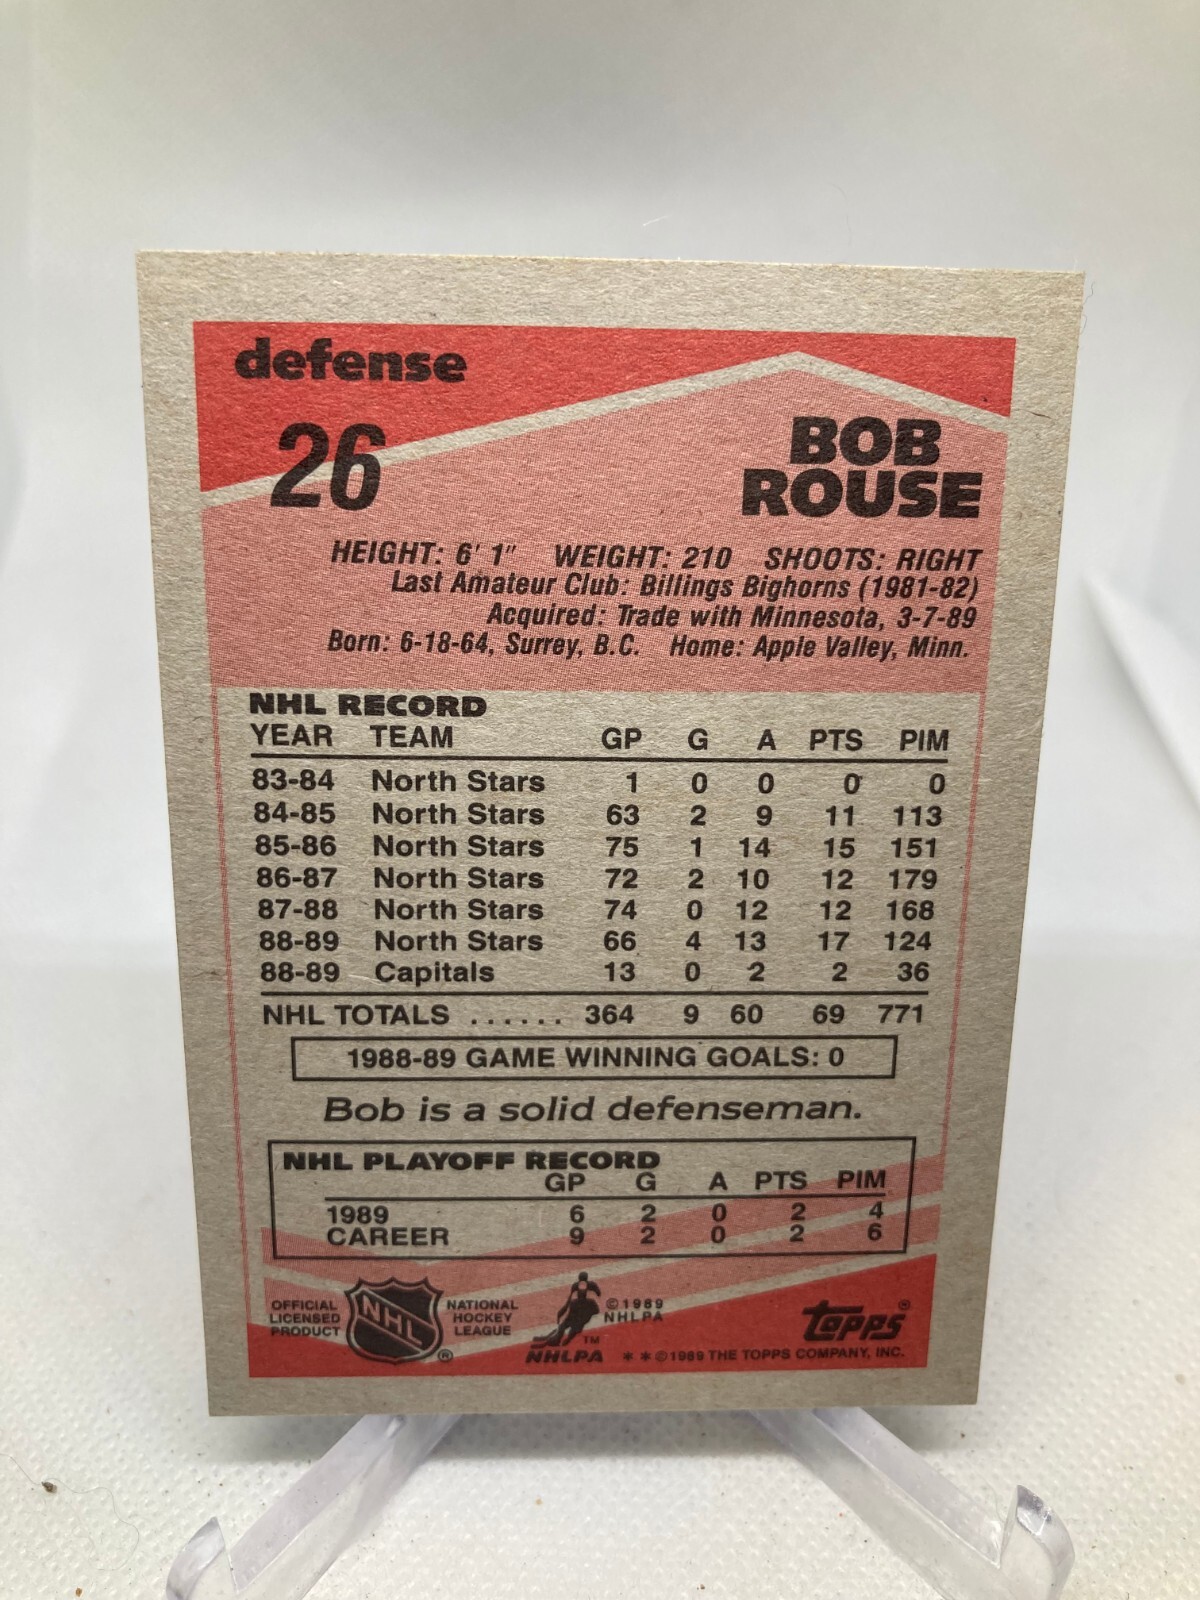 defense
26
BOB
ROUSE
HEIGHT: 6' 1" WEIGHT: 210 SHOOTS: RIGHT
Last Amateur Club: Billings Bighorns (1981-82)
Acquired: Trade with Minnesota, 3-7-89
Born: 6-18-64, Surrey, B.C. Home: Apple Valley, Minn.
NHL RECORD
YEAR TEAM GP G A PTS PIM
83-84 North Stars 1 0 0 0 0
84-85 North Stars 63 2 9 11 113
85-86 North Stars 75 1 14 15 151
86-87 North Stars 72 2 10 12 179
87-88 North Stars 74 0 12 12 168
88-89 North Stars 66 4 13 17 124
88-89 Capitals 13 0 2 2 36
NHL TOTALS ...... 364 9 60 69 771
1988-89 GAME WINNING GOALS: 0
Bob is a solid defenseman.
NHL PLAYOFF RECORD
GP G A PTS PIM
1989 6 2 0 2 4
CAREER 9 2 0 2 6
OFFICIAL
LICENSED
PRODUCT
NHL
®
NATIONAL
HOCKEY
LEAGUE
TM
NHLPA
©1989
NHLPA
topps®
* * ©1989 THE TOPPS COMPANY, INC.